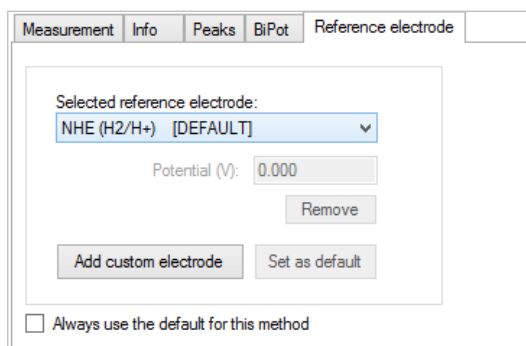 Measurement Info Peaks BiPot Reference electrode
Selected reference electrode:
NHE (H2/H+) [DEFAULT]
Potential (V): 0.000
Remove
Add custom electrode Set as default
Always use the default for this method